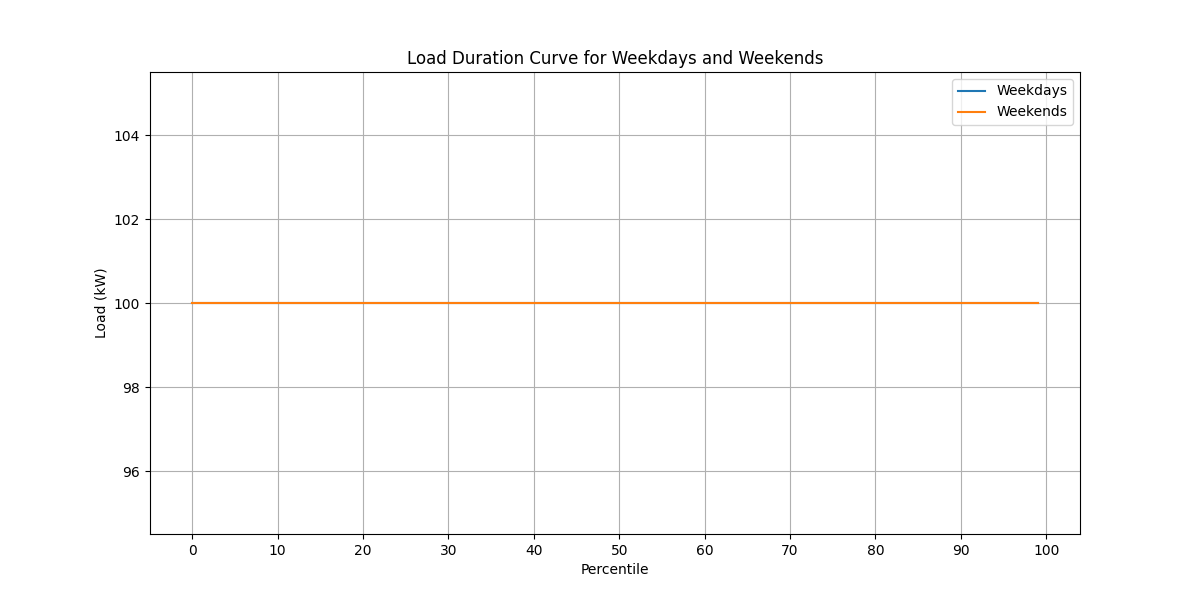 Load Duration Curve for Weekdays and Weekends
Weekdays
Weekends
104
102
100
98
96
Load (kW)
0 10 20 30 40 50 60 70 80 90 100
Percentile